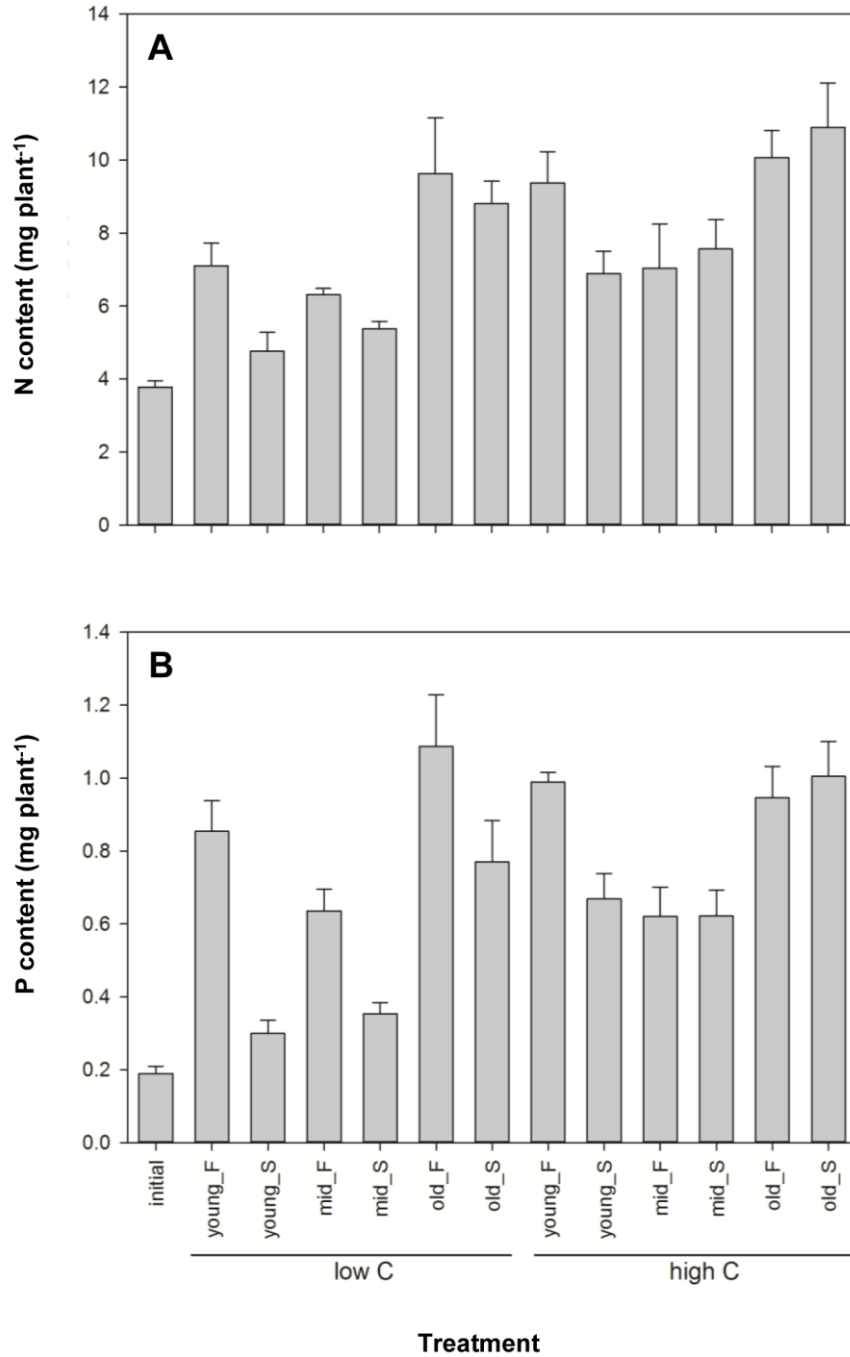 A
N content (mg plant⁻¹)
14
12
10
8
6
4
2
0
B
P content (mg plant⁻¹)
1.4
1.2
1.0
0.8
0.6
0.4
0.2
0.0
initial
young_F
young_S
mid_F
mid_S
old_F
old_S
young_F
young_S
mid_F
mid_S
old_F
old_S
low C
high C
Treatment